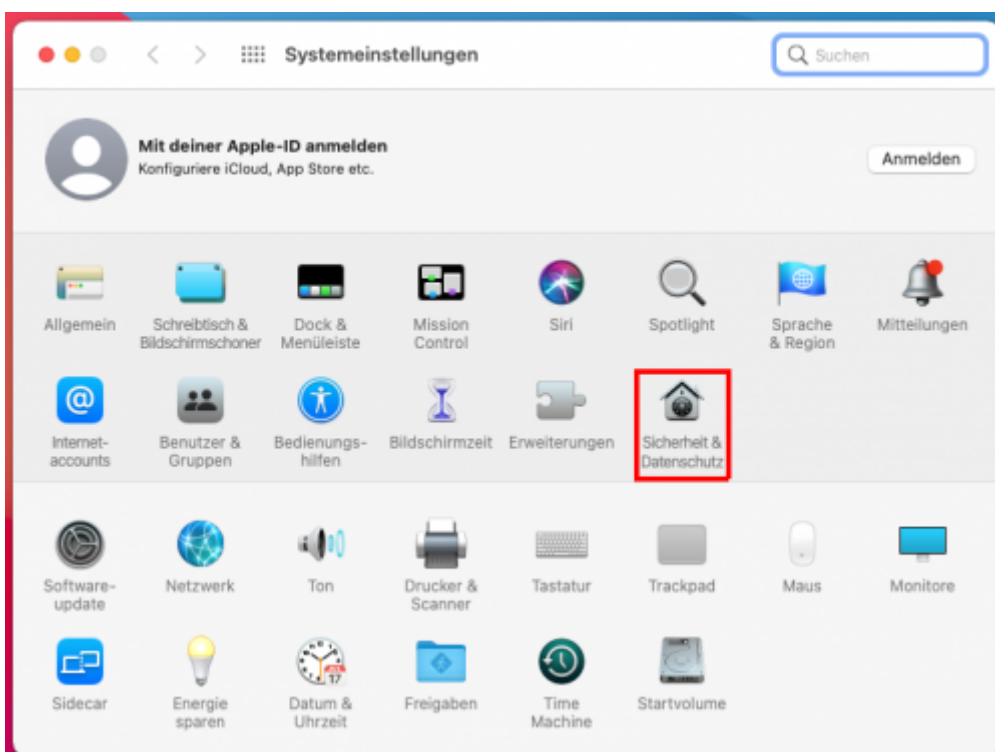 Systemeinstellungen
Suchen
Mit deiner Apple-ID anmelden
Konfiguriere iCloud, App Store etc.
Anmelden
Allgemein
Schreibtisch &
Bildschirmschoner
Dock &
Menüleiste
Mission
Control
Siri
Spotlight
Sprache
& Region
Mitteilungen
Internet-
accounts
Benutzer &
Gruppen
Bedienungs-
hilfen
Bildschirmzeit
Erweiterungen
Sicherheit &
Datenschutz
Software-
update
Netzwerk
Ton
Drucker &
Scanner
Tastatur
Trackpad
Maus
Monitore
Sidecar
Energie
sparen
JUL
17
Datum &
Uhrzeit
Freigaben
Time
Machine
Startvolume